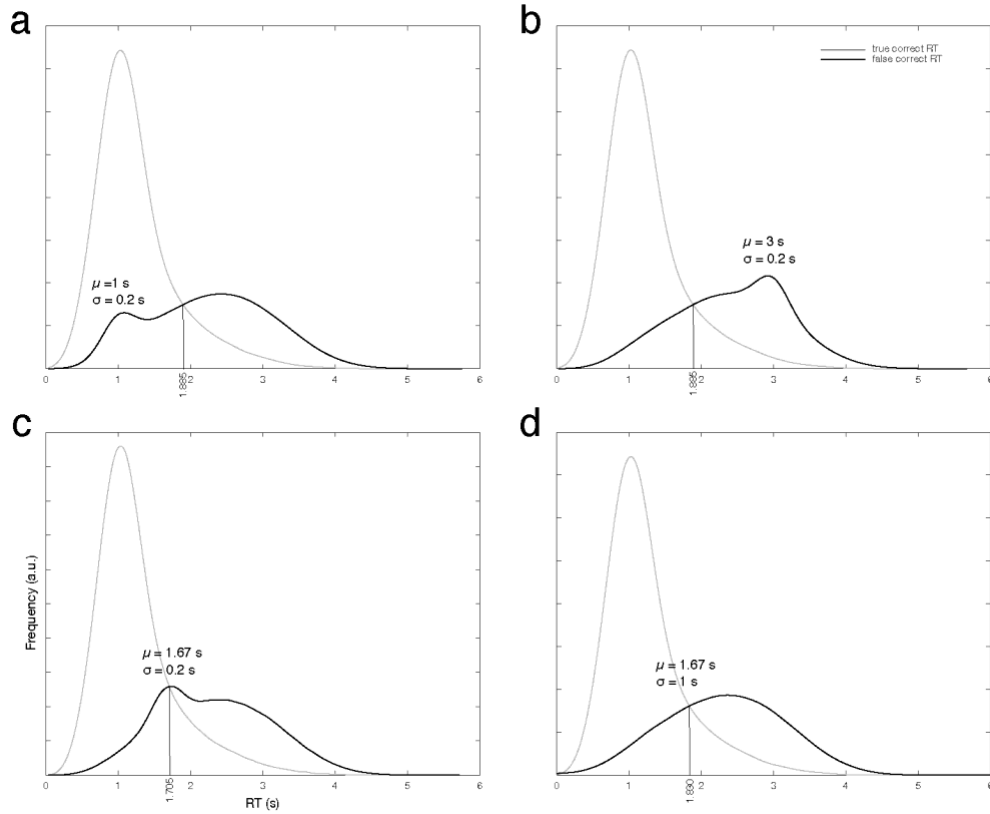 a
μ =1 s
σ = 0.2 s
0 1 2 3 4 5 6
1.885
b
true correct RT
false correct RT
μ = 3 s
σ = 0.2 s
0 1 2 3 4 5 6
1.895
c
Frequency (a.u.)
μ = 1.67 s
σ = 0.2 s
0 1 2 3 4 5 6
1.705
RT (s)
d
μ = 1.67 s
σ = 1 s
0 1 2 3 4 5 6
1.830